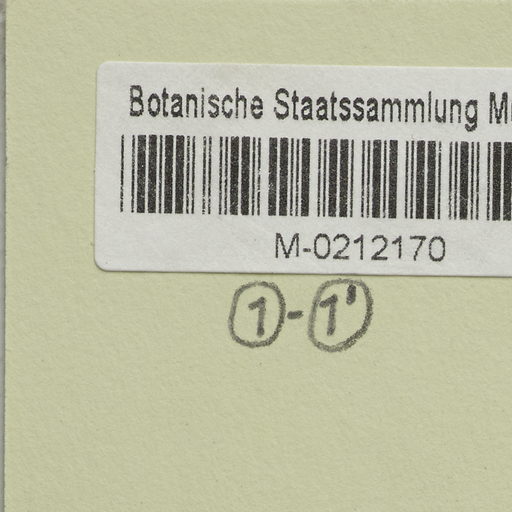 Botanische Staatssammlung
M-0212170
1-1'